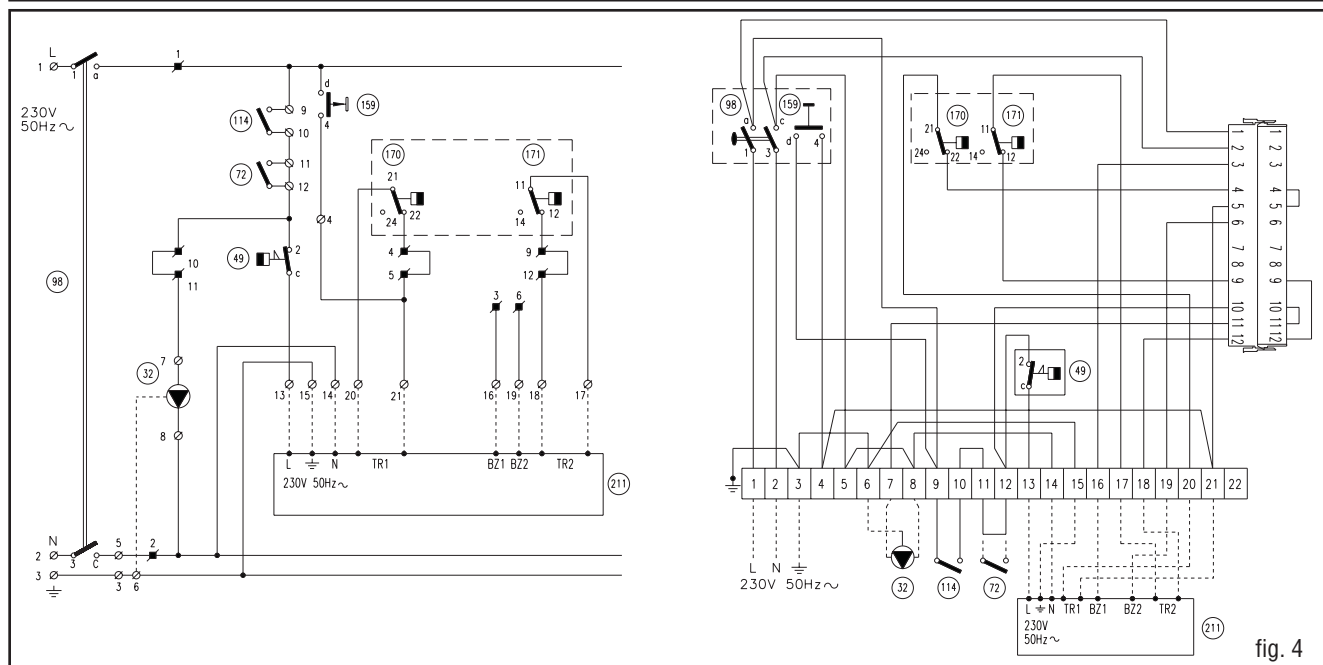 L
1 1 a 1
230V
50Hz∼
d
9
114
4
159
10
11
72
12
170 171
21 11
4
24 22 14 12
2
10
49
4 9
c
11
5 12
98
3 6
7
32
13 15 14 20 21 16 19 18 17
8
L N TR1 BZ1 BZ2 TR2
230V 50Hz∼
211
N
2 3 C 5 2
3 3 6
98 a c 159
d 4
1 3
170 171
21 11
24 22 14 12
1 1
2 2
3 3
4 4
5 5
6 6
7 7
8 8
9 9
10 10
11 11
12 12
2
49
c
1 2 3 4 5 6 7 8 9 10 11 12 13 14 15 16 17 18 19 20 21 22
L N
230V 50Hz∼
32 114 72
L N TR1 BZ1 BZ2 TR2
230V
50Hz∼
211
fig. 4